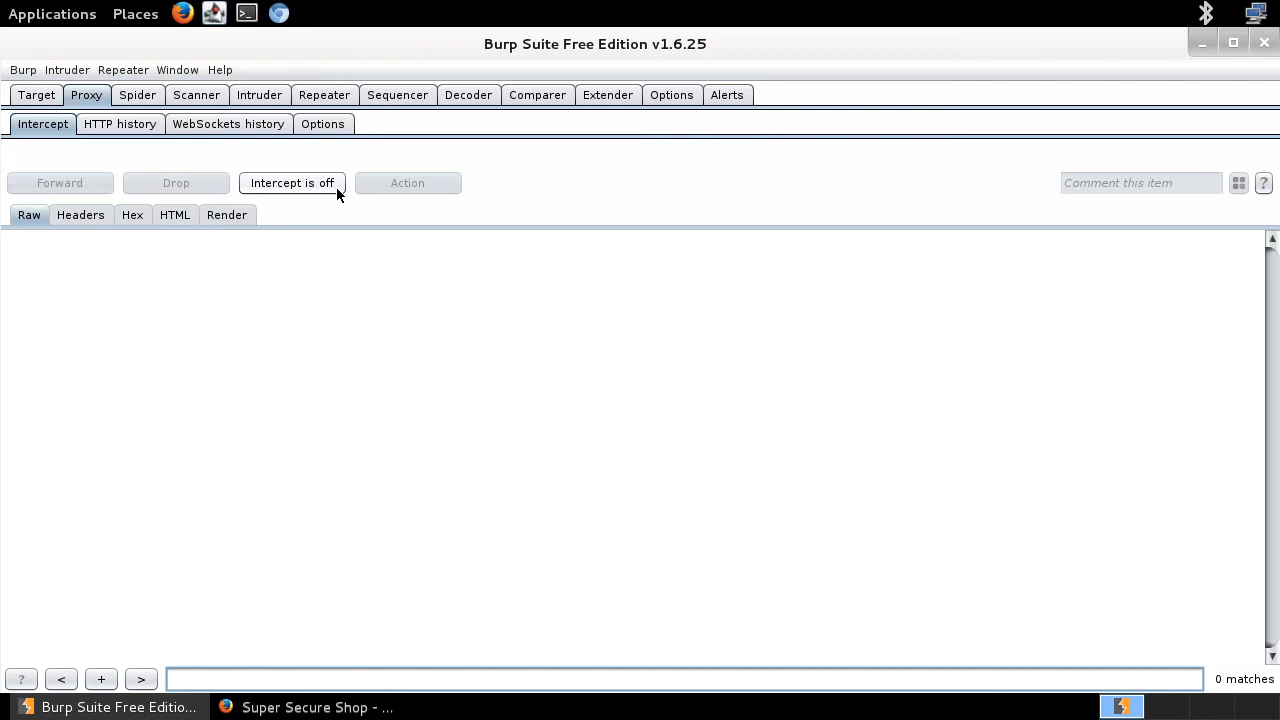 Applications Places
Burp Suite Free Edition v1.6.25
Burp Intruder Repeater Window Help
Target Proxy Spider Scanner Intruder Repeater Sequencer Decoder Comparer Extender Options Alerts
Intercept HTTP history WebSockets history Options
Forward Drop Intercept is off Action Comment this item ?
Raw Headers Hex HTML Render
? < + > 0 matches
Burp Suite Free Editio... Super Secure Shop - ...